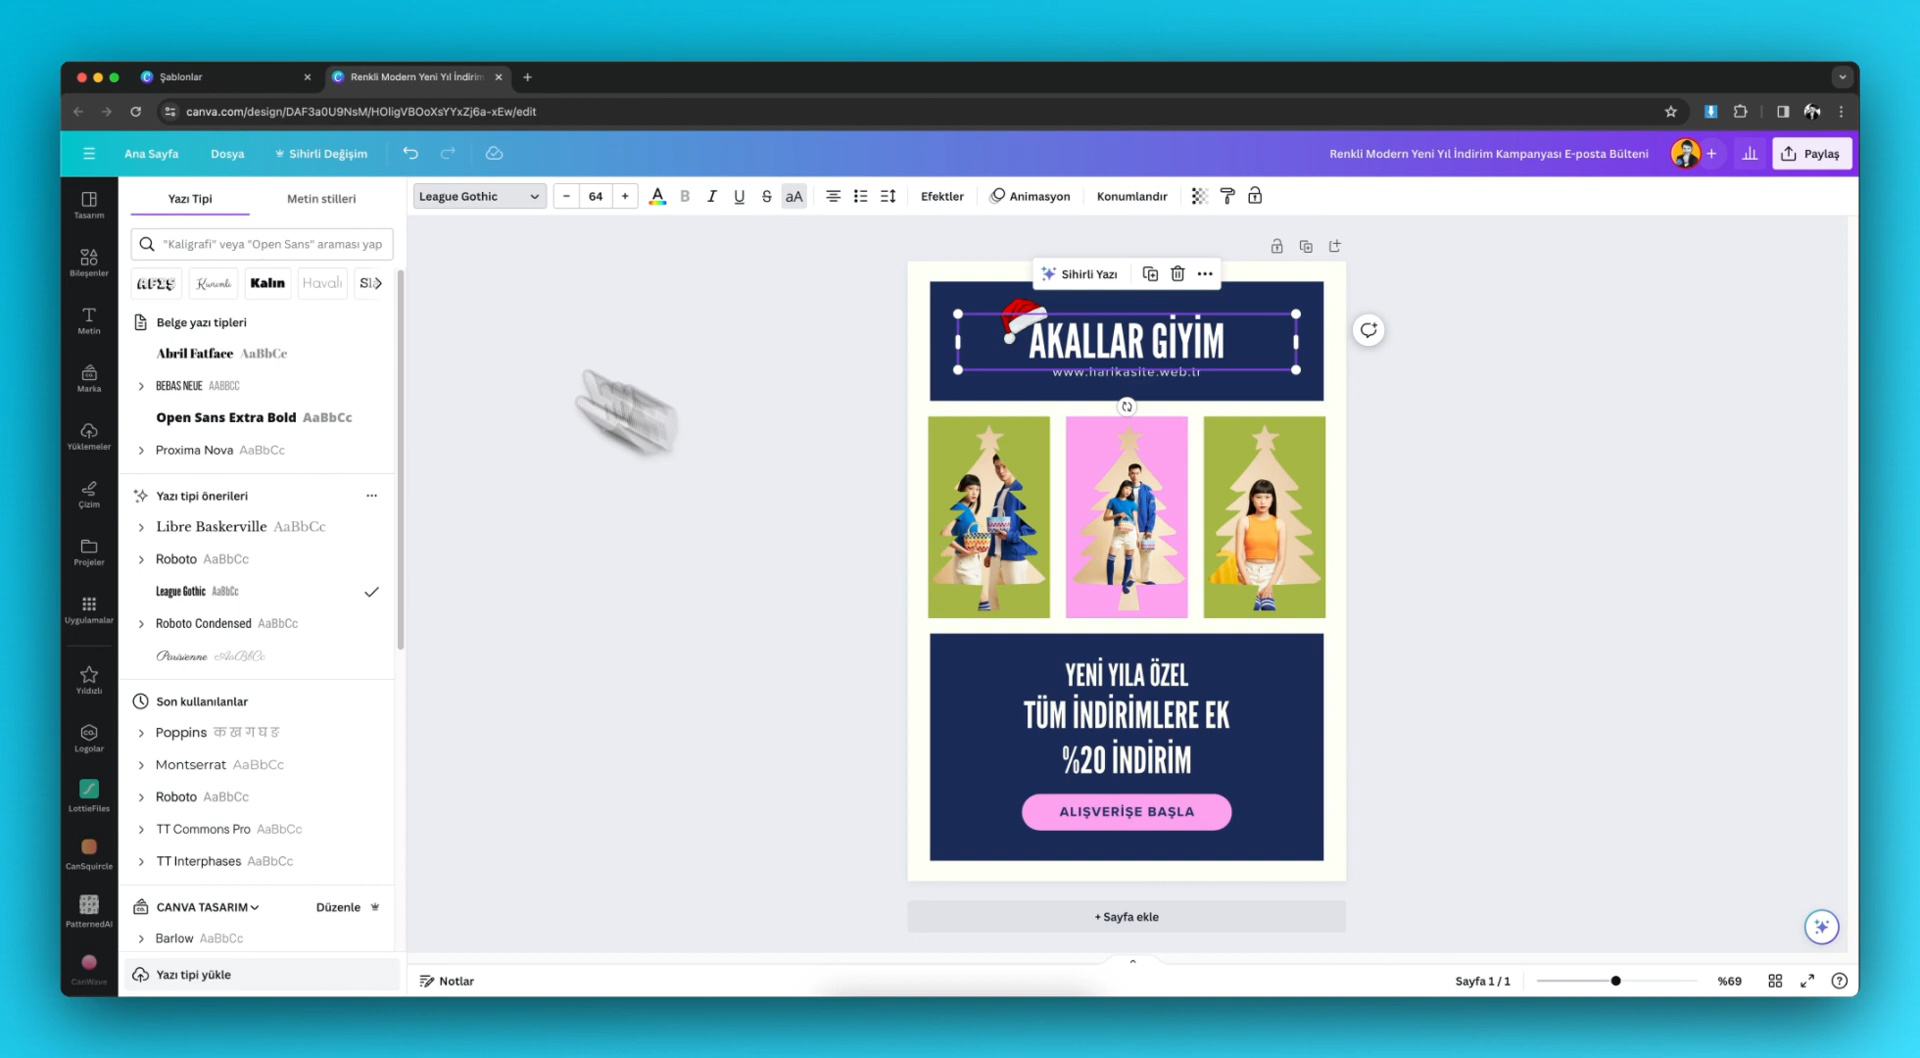 Şablonlar
Renkli Modern Yeni Yıl İndirim
canva.com/design/DAF3a0U9NsM/HOligVBOoXsYYxZj6a-xEw/edit
Ana Sayfa
Dosya
Sihirli Değişim
Renkli Modern Yeni Yıl İndirim Kampanyası E-posta Bülteni
Paylaş
Tasarım
Bileşenler
Metin
Marka
Yüklemeler
Çizim
Projeler
Uygulamalar
Yıldızlı
Logolar
LottieFiles
CanSquircle
PatternedAI
CanWave
Yazı Tipi
Metin stilleri
"Kaligrafi" veya "Open Sans" araması yap
Kalın
Havalı
Belge yazı tipleri
Abril Fatface AaBbCc
BEBAS NEUE AABBCC
Open Sans Extra Bold AaBbCc
Proxima Nova AaBbCc
Yazı tipi önerileri
Libre Baskerville AaBbCc
Roboto AaBbCc
League Gothic AaBbCc
Roboto Condensed AaBbCc
Parisienne AaBbCc
Son kullanılanlar
Poppins क ख ग घ ङ
Montserrat AaBbCc
Roboto AaBbCc
TT Commons Pro AaBbCc
TT Interphases AaBbCc
CANVA TASARIM
Düzenle
Barlow AaBbCc
Yazı tipi yükle
League Gothic
– 64 +
A B I U S aA
Efektler
Animasyon
Konumlandır
Sihirli Yazı
AKALLAR GİYİM
www.harikasite.web.tr
YENİ YILA ÖZEL
TÜM İNDİRİMLERE EK
%20 İNDİRİM
ALIŞVERİŞE BAŞLA
+ Sayfa ekle
Notlar
Sayfa 1 / 1
%69